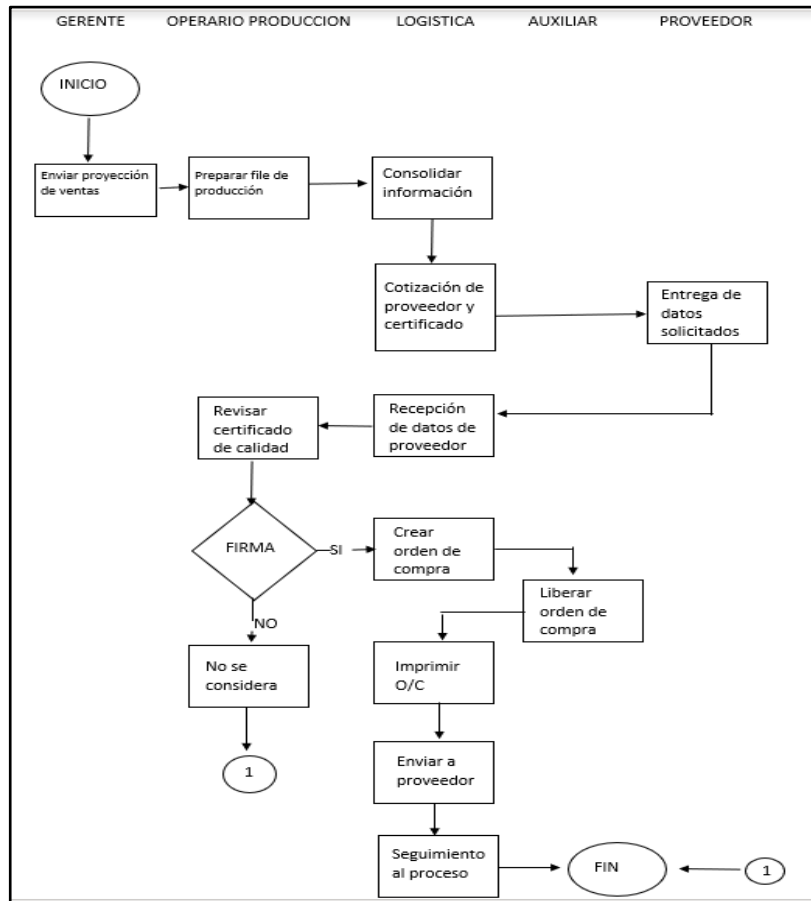 GERENTE OPERARIO PRODUCCION LOGISTICA AUXILIAR PROVEEDOR
INICIO
Enviar proyección
de ventas
Preparar file de
producción
Consolidar
información
Cotización de
proveedor y
certificado
Entrega de
datos
solicitados
Revisar
certificado
de calidad
Recepción
de datos de
proveedor
FIRMA
SI
Crear
orden de
compra
Liberar
orden de
compra
NO
No se
considera
Imprimir
O/C
1
Enviar a
proveedor
Seguimiento
al proceso
FIN
1